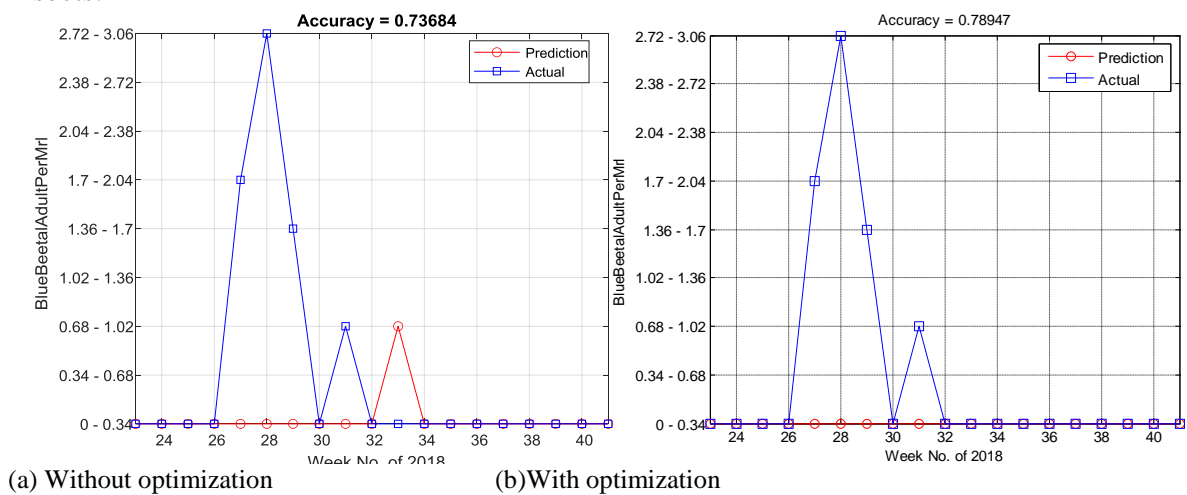 Accuracy = 0.73684
2.72 - 3.06
2.38 - 2.72
2.04 - 2.38
1.7 - 2.04
1.36 - 1.7
1.02 - 1.36
0.68 - 1.02
0.34 - 0.68
0 - 0.34
BlueBeetalAdultPerMrl
Prediction
Actual
24 26 28 30 32 34 36 38 40
Week No. of 2018
(a) Without optimization
Accuracy = 0.78947
2.72 - 3.06
2.38 - 2.72
2.04 - 2.38
1.7 - 2.04
1.36 - 1.7
1.02 - 1.36
0.68 - 1.02
0.34 - 0.68
0 - 0.34
BlueBeetalAdultPerMrl
Prediction
Actual
24 26 28 30 32 34 36 38 40
Week No. of 2018
(b)With optimization